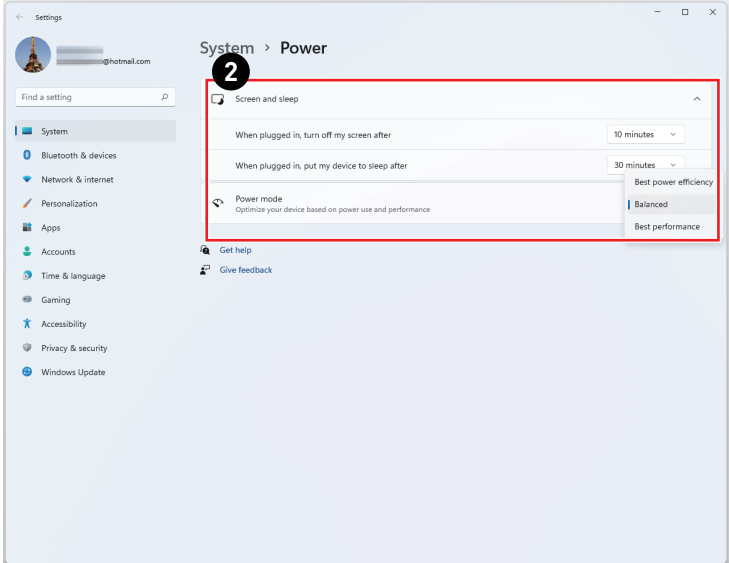 Settings
@hotmail.com
Find a setting
System
Bluetooth & devices
Network & internet
Personalization
Apps
Accounts
Time & language
Gaming
Accessibility
Privacy & security
Windows Update
System > Power
2
Screen and sleep
When plugged in, turn off my screen after
10 minutes
When plugged in, put my device to sleep after
30 minutes
Power mode
Optimize your device based on power use and performance
Best power efficiency
Balanced
Best performance
Get help
Give feedback